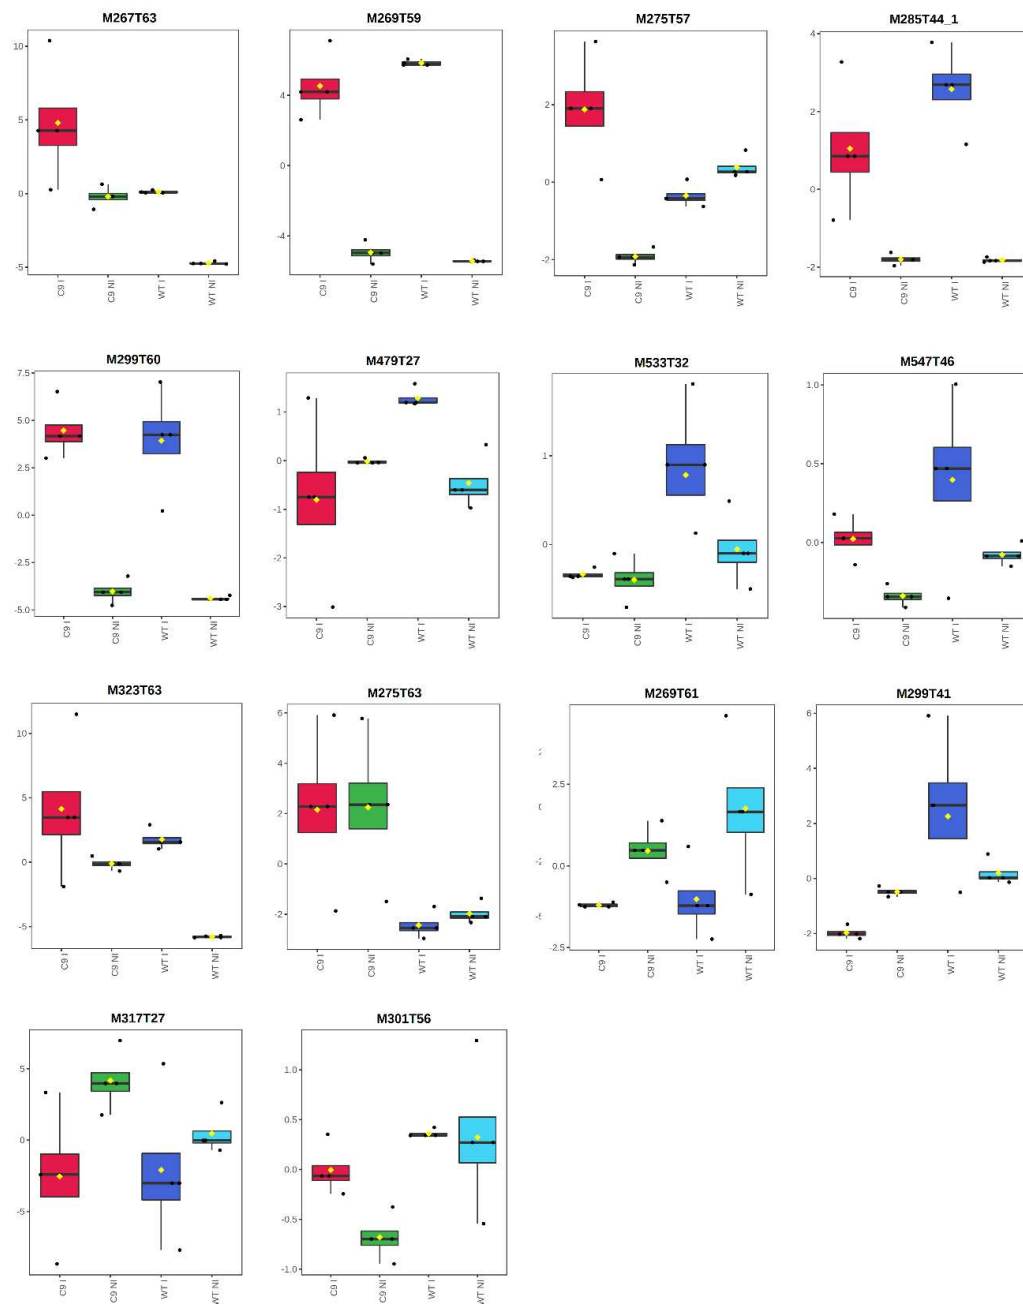 M267T63
M269T59
M275T57
M285T44_1
10
5
0
-5
C9 I
C9 NI
WT I
WT NI
4
0
-4
C9 I
C9 NI
WT I
WT NI
2
0
-2
C9 I
C9 NI
WT I
WT NI
4
2
0
-2
C9 I
C9 NI
WT I
WT NI
M299T60
M479T27
M533T32
M547T46
7.5
5.0
2.5
0.0
-2.5
-5.0
C9 I
C9 NI
WT I
WT NI
1
0
-1
-2
-3
C9 I
C9 NI
WT I
WT NI
1
0
C9 I
C9 NI
WT I
WT NI
1.0
0.5
0.0
C9 I
C9 NI
WT I
WT NI
M323T63
M275T63
M269T61
M299T41
10
5
0
-5
C9 I
C9 NI
WT I
WT NI
6
4
2
0
-2
C9 I
C9 NI
WT I
WT NI
2.5
0.0
-2.5
C9 I
C9 NI
WT I
WT NI
6
4
2
0
-2
C9 I
C9 NI
WT I
WT NI
M317T27
M301T56
5
0
-5
C9 I
C9 NI
WT I
WT NI
1.0
0.5
0.0
-0.5
-1.0
C9 I
C9 NI
WT I
WT NI